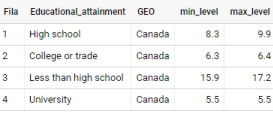 Fila Educational_attainment GEO min_level max_level
1 High school Canada 8.3 9.9
2 College or trade Canada 6.3 6.4
3 Less than high school Canada 15.9 17.2
4 University Canada 5.5 5.5